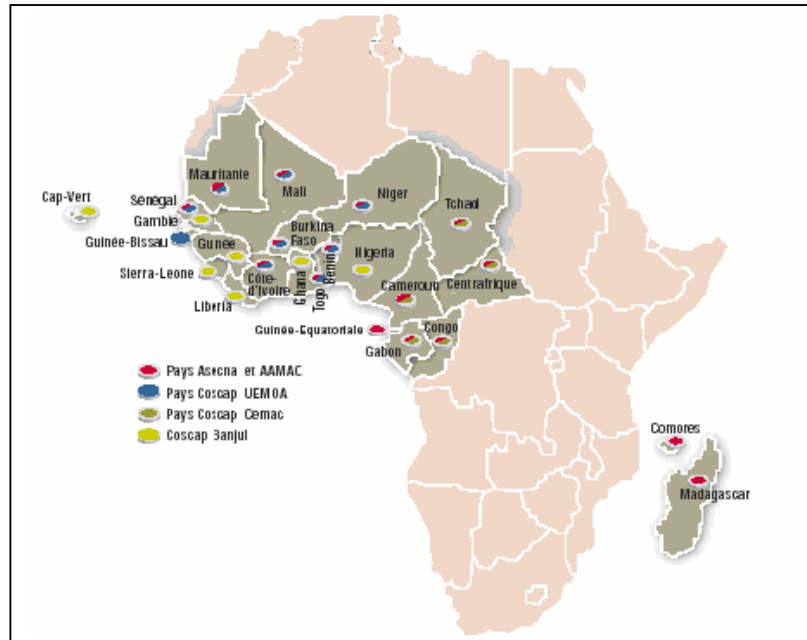 Mauritanie
Mali
Niger
Tchad
Cap-Vert
Sénégal
Gambie
Guinée-Bissau
Guinée
Burkina
Faso
Bénin
Nigeria
Sierra-Leone
Côte-
d'Ivoire
Ghana
Togo
Liberia
Cameroun
Centrafrique
Guinée-Equatoriale
Gabon
Congo
Pays Asecna et AAMAC
Pays Coscap UEMOA
Pays Coscap Cemac
Coscap Banjul
Comores
Madagascar